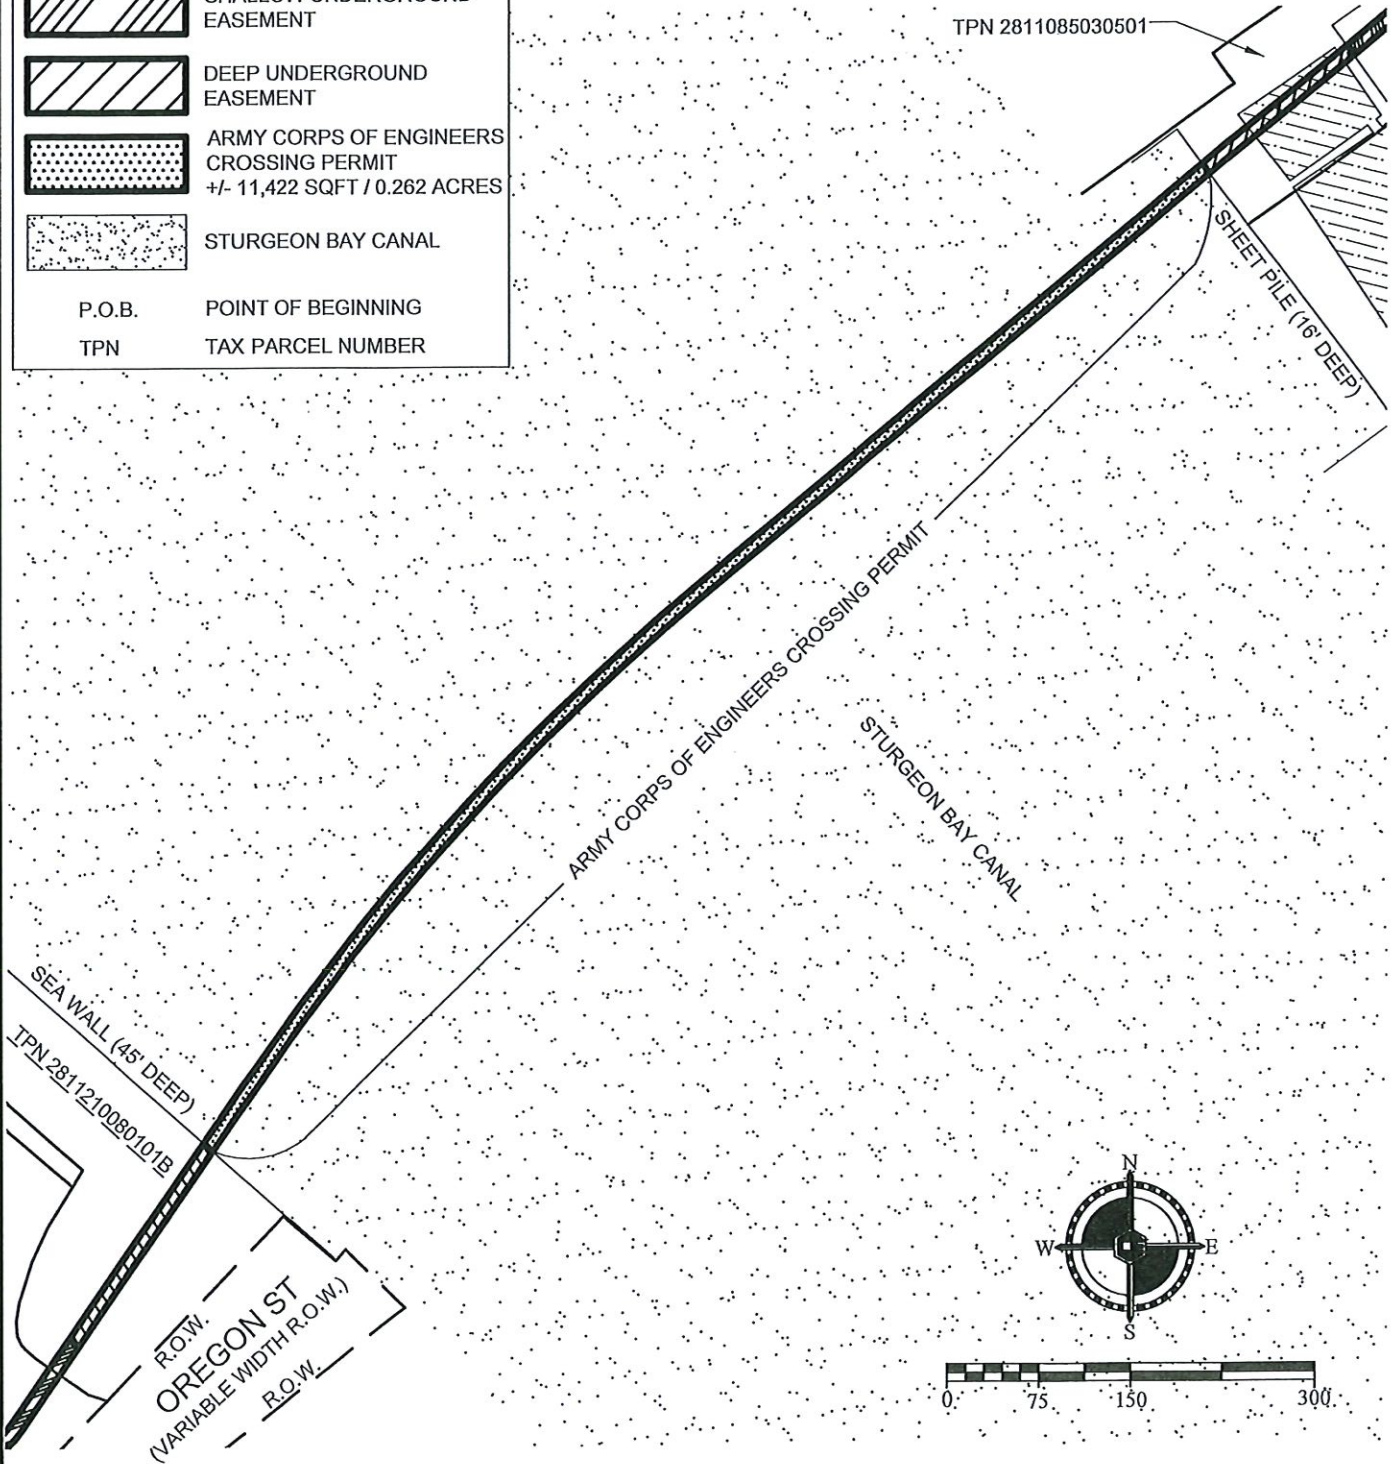 EASEMENT
DEEP UNDERGROUND
EASEMENT
ARMY CORPS OF ENGINEERS
CROSSING PERMIT
+/- 11,422 SQFT / 0.262 ACRES
STURGEON BAY CANAL
P.O.B. POINT OF BEGINNING
TPN TAX PARCEL NUMBER
TPN 2811085030501
SHEET PILE (16' DEEP)
ARMY CORPS OF ENGINEERS CROSSING PERMIT
STURGEON BAY CANAL
SEA WALL (45' DEEP)
TPN 2811210080101B
R.O.W.
OREGON ST
(VARIABLE WIDTH R.O.W.)
R.O.W.
N
W E
S
0 75 150 300